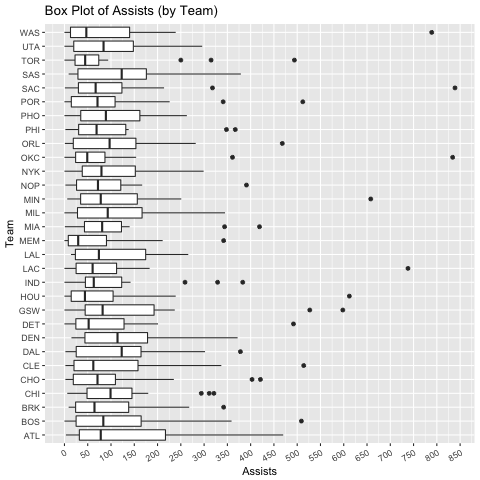 Box Plot of Assists (by Team)
WAS
UTA
TOR
SAS
SAC
POR
PHO
PHI
ORL
OKC
NYK
NOP
MIN
MIL
MIA
MEM
LAL
LAC
IND
HOU
GSW
DET
DEN
DAL
CLE
CHO
CHI
BRK
BOS
ATL
Team
0 50 100 150 200 250 300 350 400 450 500 550 600 650 700 750 800 850
Assists